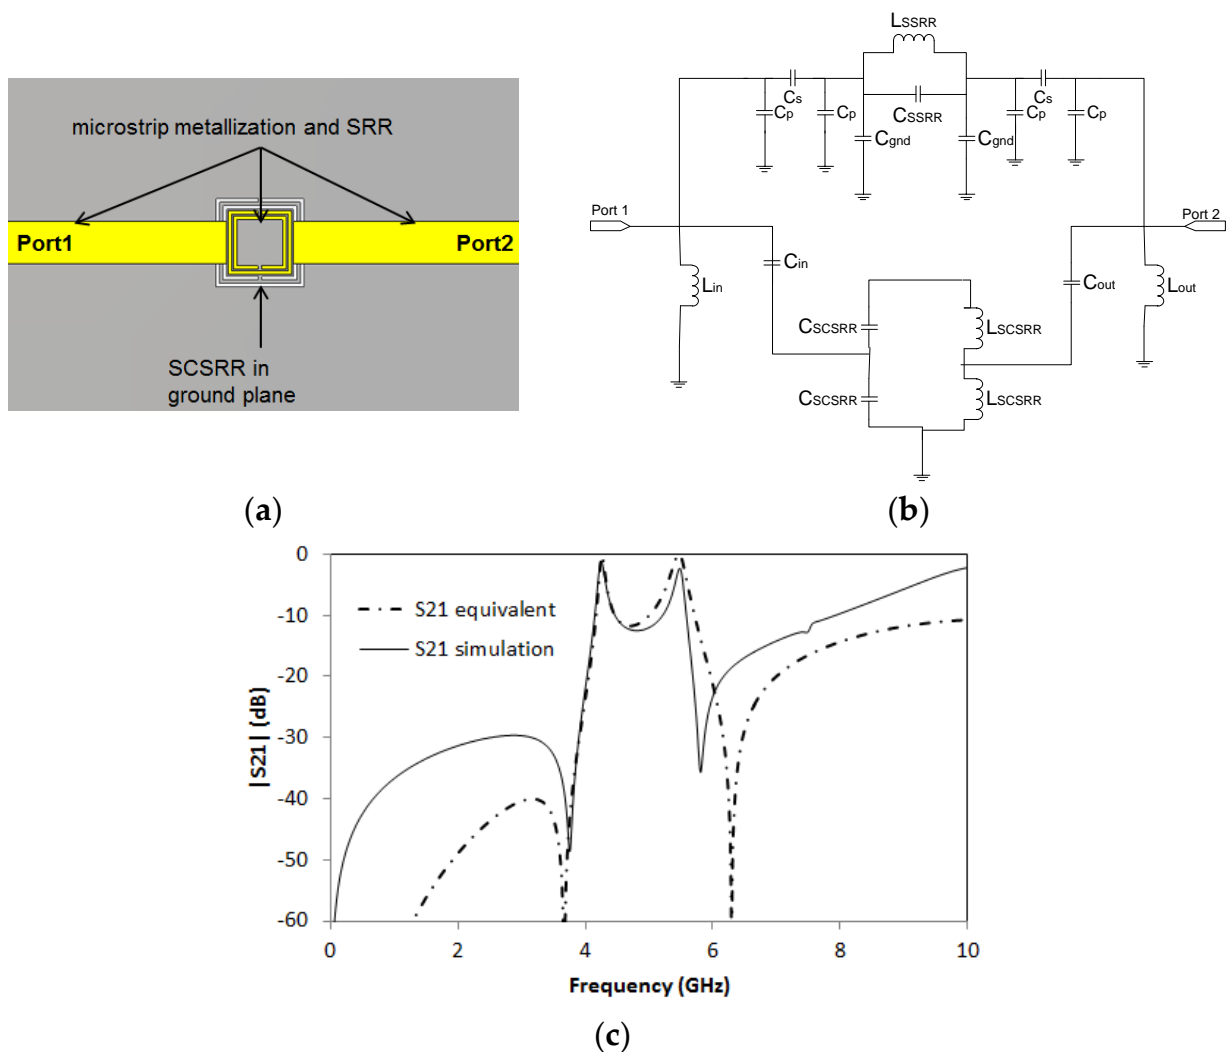 microstrip metallization and SRR
Port1
Port2
SCSRR in
ground plane
(a)
LSSRR
Cs
Cs
Cp
Cp
CSSRR
Cp
Cp
Cgnd
Cgnd
Port 1
Port 2
Cin
Lin
Cout
Lout
CSCSRR
LSCSRR
CSCSRR
LSCSRR
(b)
0
-10
-20
-30
-40
-50
-60
|S21| (dB)
S21 equivalent
S21 simulation
0 2 4 6 8 10
Frequency (GHz)
(c)